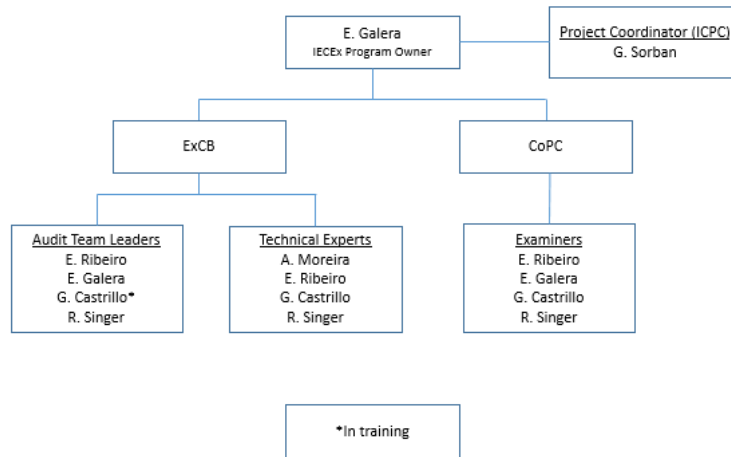 E. Galera
IECEx Program Owner
Project Coordinator (ICPC)
G. Sorban
ExCB
CoPC
Audit Team Leaders
E. Ribeiro
E. Galera
G. Castrillo*
R. Singer
Technical Experts
A. Moreira
E. Ribeiro
G. Castrillo
R. Singer
Examiners
E. Ribeiro
E. Galera
G. Castrillo
R. Singer
*In training